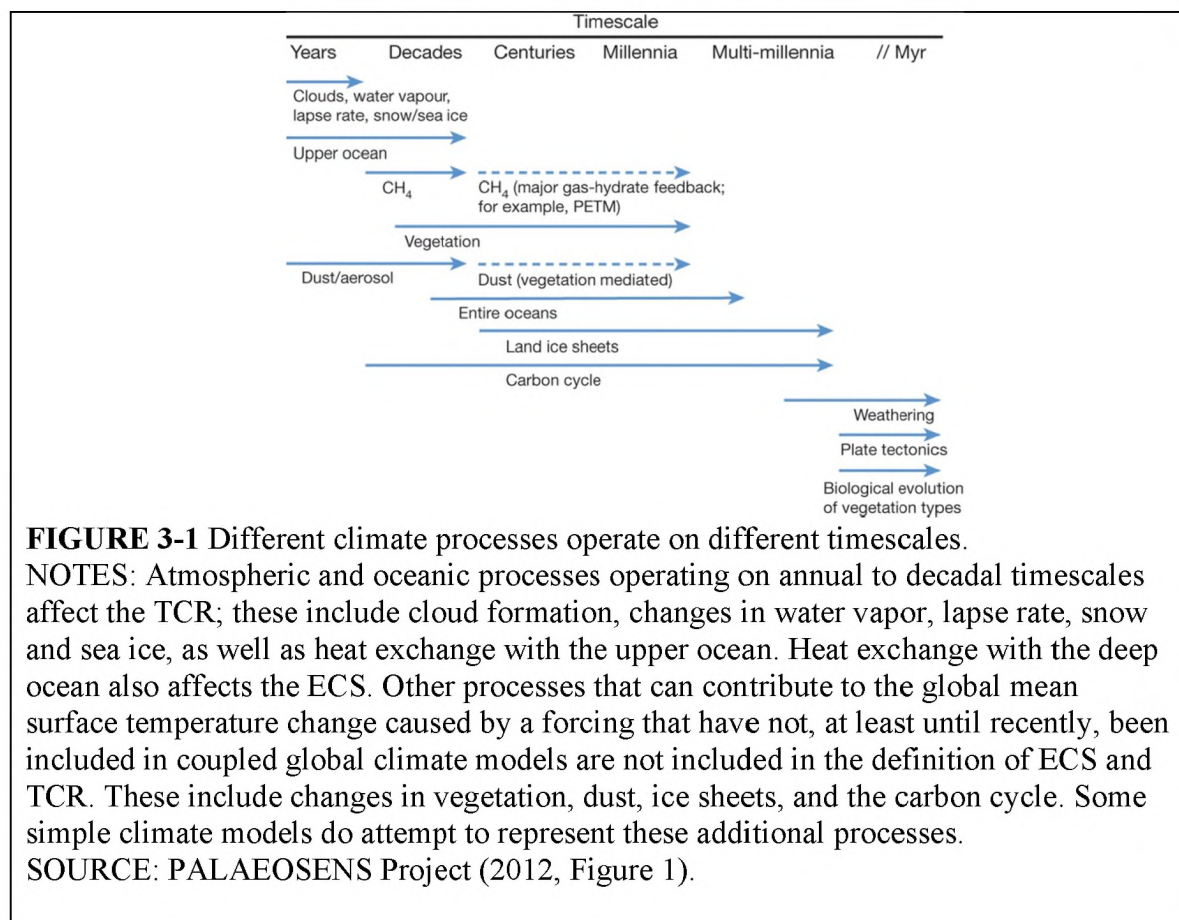 Timescale
Years Decades Centuries Millennia Multi-millennia // Myr
Clouds, water vapour,
lapse rate, snow/sea ice
Upper ocean
CH₄ CH₄ (major gas-hydrate feedback;
for example, PETM)
Vegetation
Dust/aerosol Dust (vegetation mediated)
Entire oceans
Land ice sheets
Carbon cycle
Weathering
Plate tectonics
Biological evolution
of vegetation types
FIGURE 3-1 Different climate processes operate on different timescales.
NOTES: Atmospheric and oceanic processes operating on annual to decadal timescales
affect the TCR; these include cloud formation, changes in water vapor, lapse rate, snow
and sea ice, as well as heat exchange with the upper ocean. Heat exchange with the deep
ocean also affects the ECS. Other processes that can contribute to the global mean
surface temperature change caused by a forcing that have not, at least until recently, been
included in coupled global climate models are not included in the definition of ECS and
TCR. These include changes in vegetation, dust, ice sheets, and the carbon cycle. Some
simple climate models do attempt to represent these additional processes.
SOURCE: PALAEOSENS Project (2012, Figure 1).